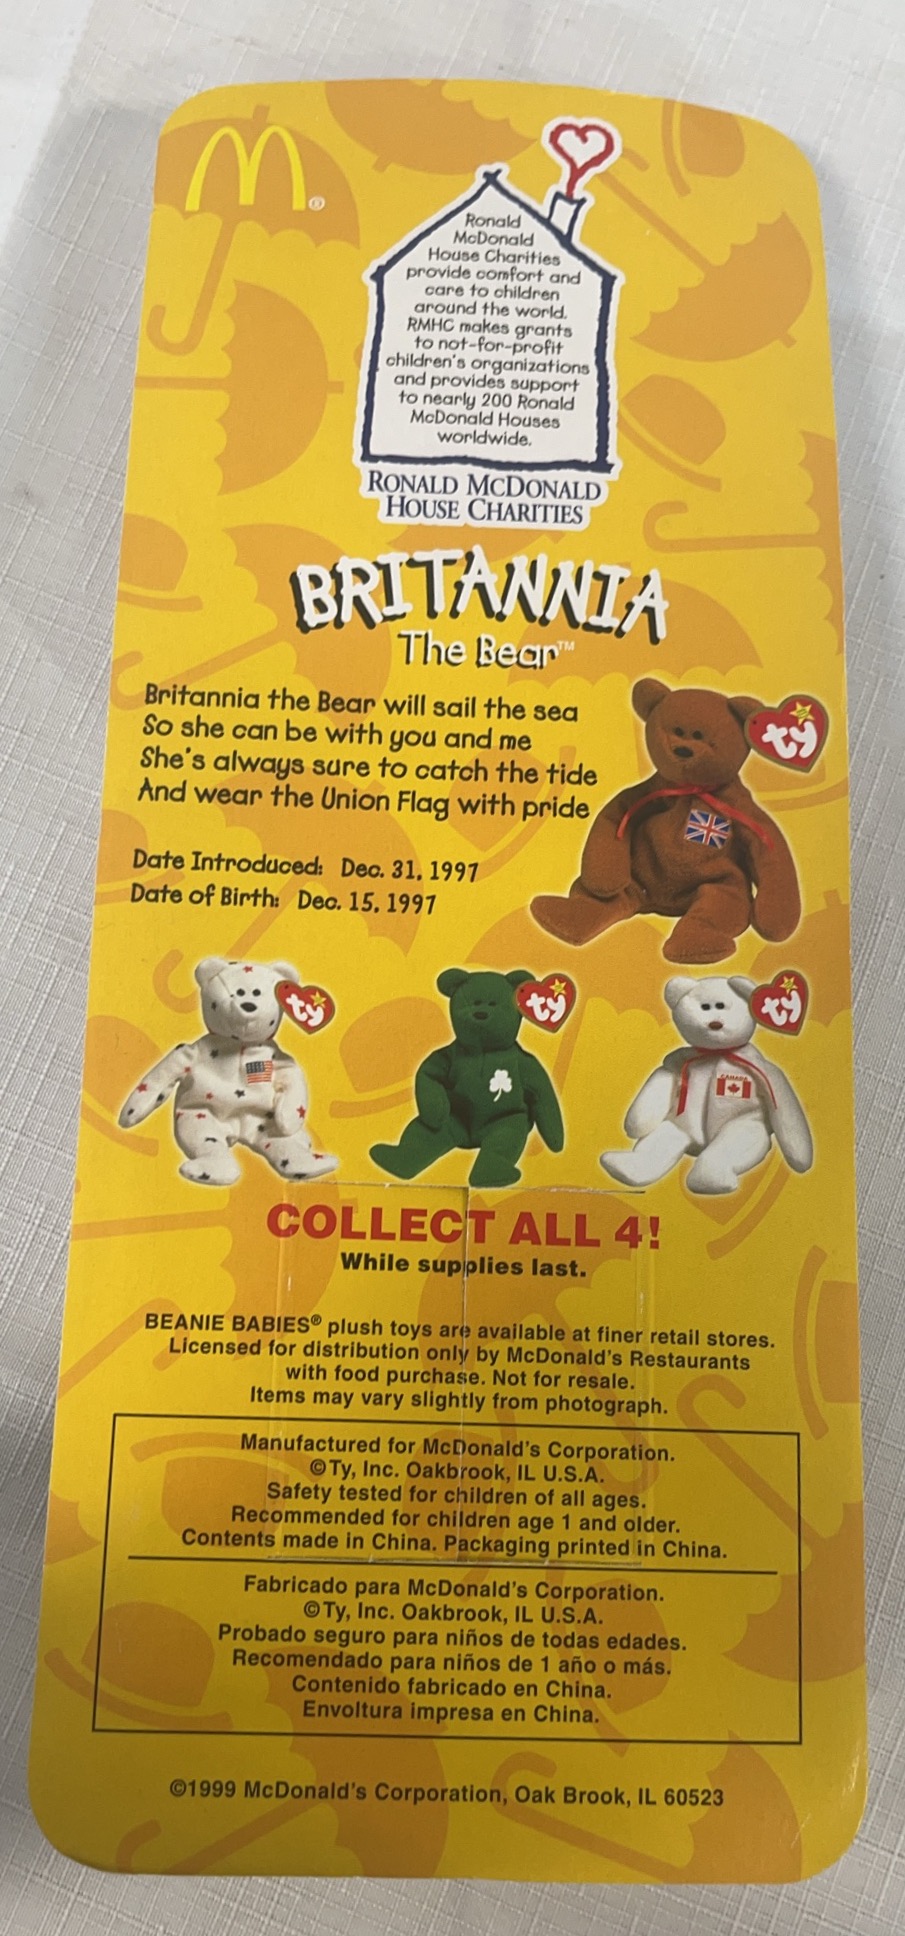 M®
Ronald
McDonald
House Charities
provide comfort and
care to children
around the world.
RMHC makes grants
to not-for-profit
children's organizations
and provides support
to nearly 200 Ronald
McDonald Houses
worldwide.
RONALD MCDONALD
HOUSE CHARITIES
BRITANNIA
The Bear™
Britannia the Bear will sail the sea
So she can be with you and me
She's always sure to catch the tide
And wear the Union Flag with pride
ty
Date Introduced: Dec. 31, 1997
Date of Birth: Dec. 15, 1997
ty
ty
ty
CANADA
COLLECT ALL 4!
While supplies last.
BEANIE BABIES® plush toys are available at finer retail stores.
Licensed for distribution only by McDonald's Restaurants
with food purchase. Not for resale.
Items may vary slightly from photograph.
Manufactured for McDonald's Corporation.
©Ty, Inc. Oakbrook, IL U.S.A.
Safety tested for children of all ages.
Recommended for children age 1 and older.
Contents made in China. Packaging printed in China.
Fabricado para McDonald's Corporation.
©Ty, Inc. Oakbrook, IL U.S.A.
Probado seguro para niños de todas edades.
Recomendado para niños de 1 año o más.
Contenido fabricado en China.
Envoltura impresa en China.
©1999 McDonald's Corporation, Oak Brook, IL 60523